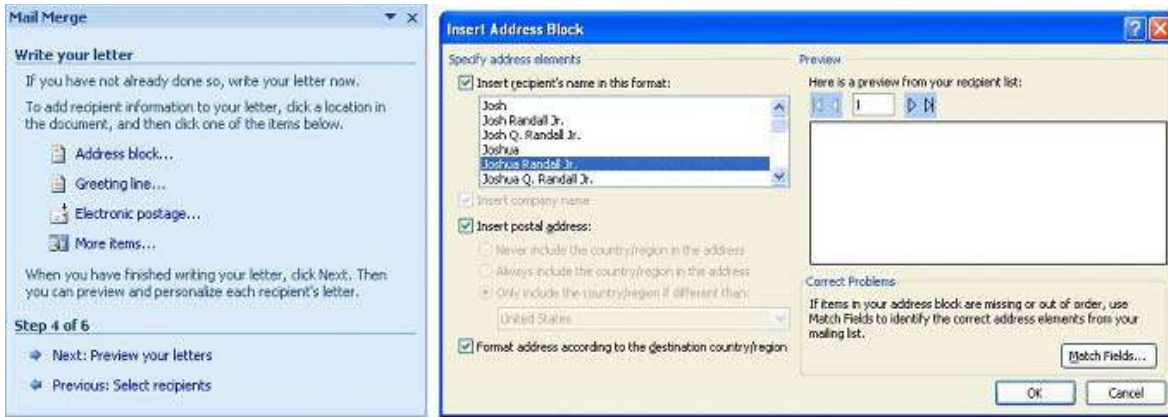 Mail Merge
Write your letter
If you have not already done so, write your letter now.
To add recipient information to your letter, click a location in
the document, and then click one of the items below.
Address block...
Greeting line...
Electronic postage...
More items...
When you have finished writing your letter, click Next. Then
you can preview and personalize each recipient's letter.
Step 4 of 6
Next: Preview your letters
Previous: Select recipients
Insert Address Block
Specify address elements
Insert recipient's name in this format:
Josh
Josh Randall Jr.
Josh Q. Randall Jr.
Joshua
Joshua Randall Jr.
Joshua Q. Randall Jr.
Insert company name
Insert postal address:
Never include the country/region in the address
Always include the country/region in the address
Only include the country/region if different than:
United States
Format address according to the destination country/region
Preview
Here is a preview from your recipient list:
1
Correct Problems
If items in your address block are missing or out of order, use
Match Fields to identify the correct address elements from your
mailing list.
Match Fields...
OK
Cancel